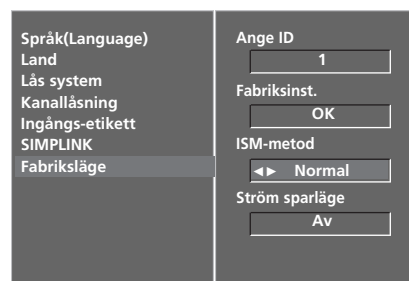 Språk(Language)
Land
Lås system
Kanallåsning
Ingångs-etikett
SIMPLINK
Fabriksläge
Ange ID
1
Fabriksinst.
OK
ISM-metod
◄► Normal
Ström sparläge
Av